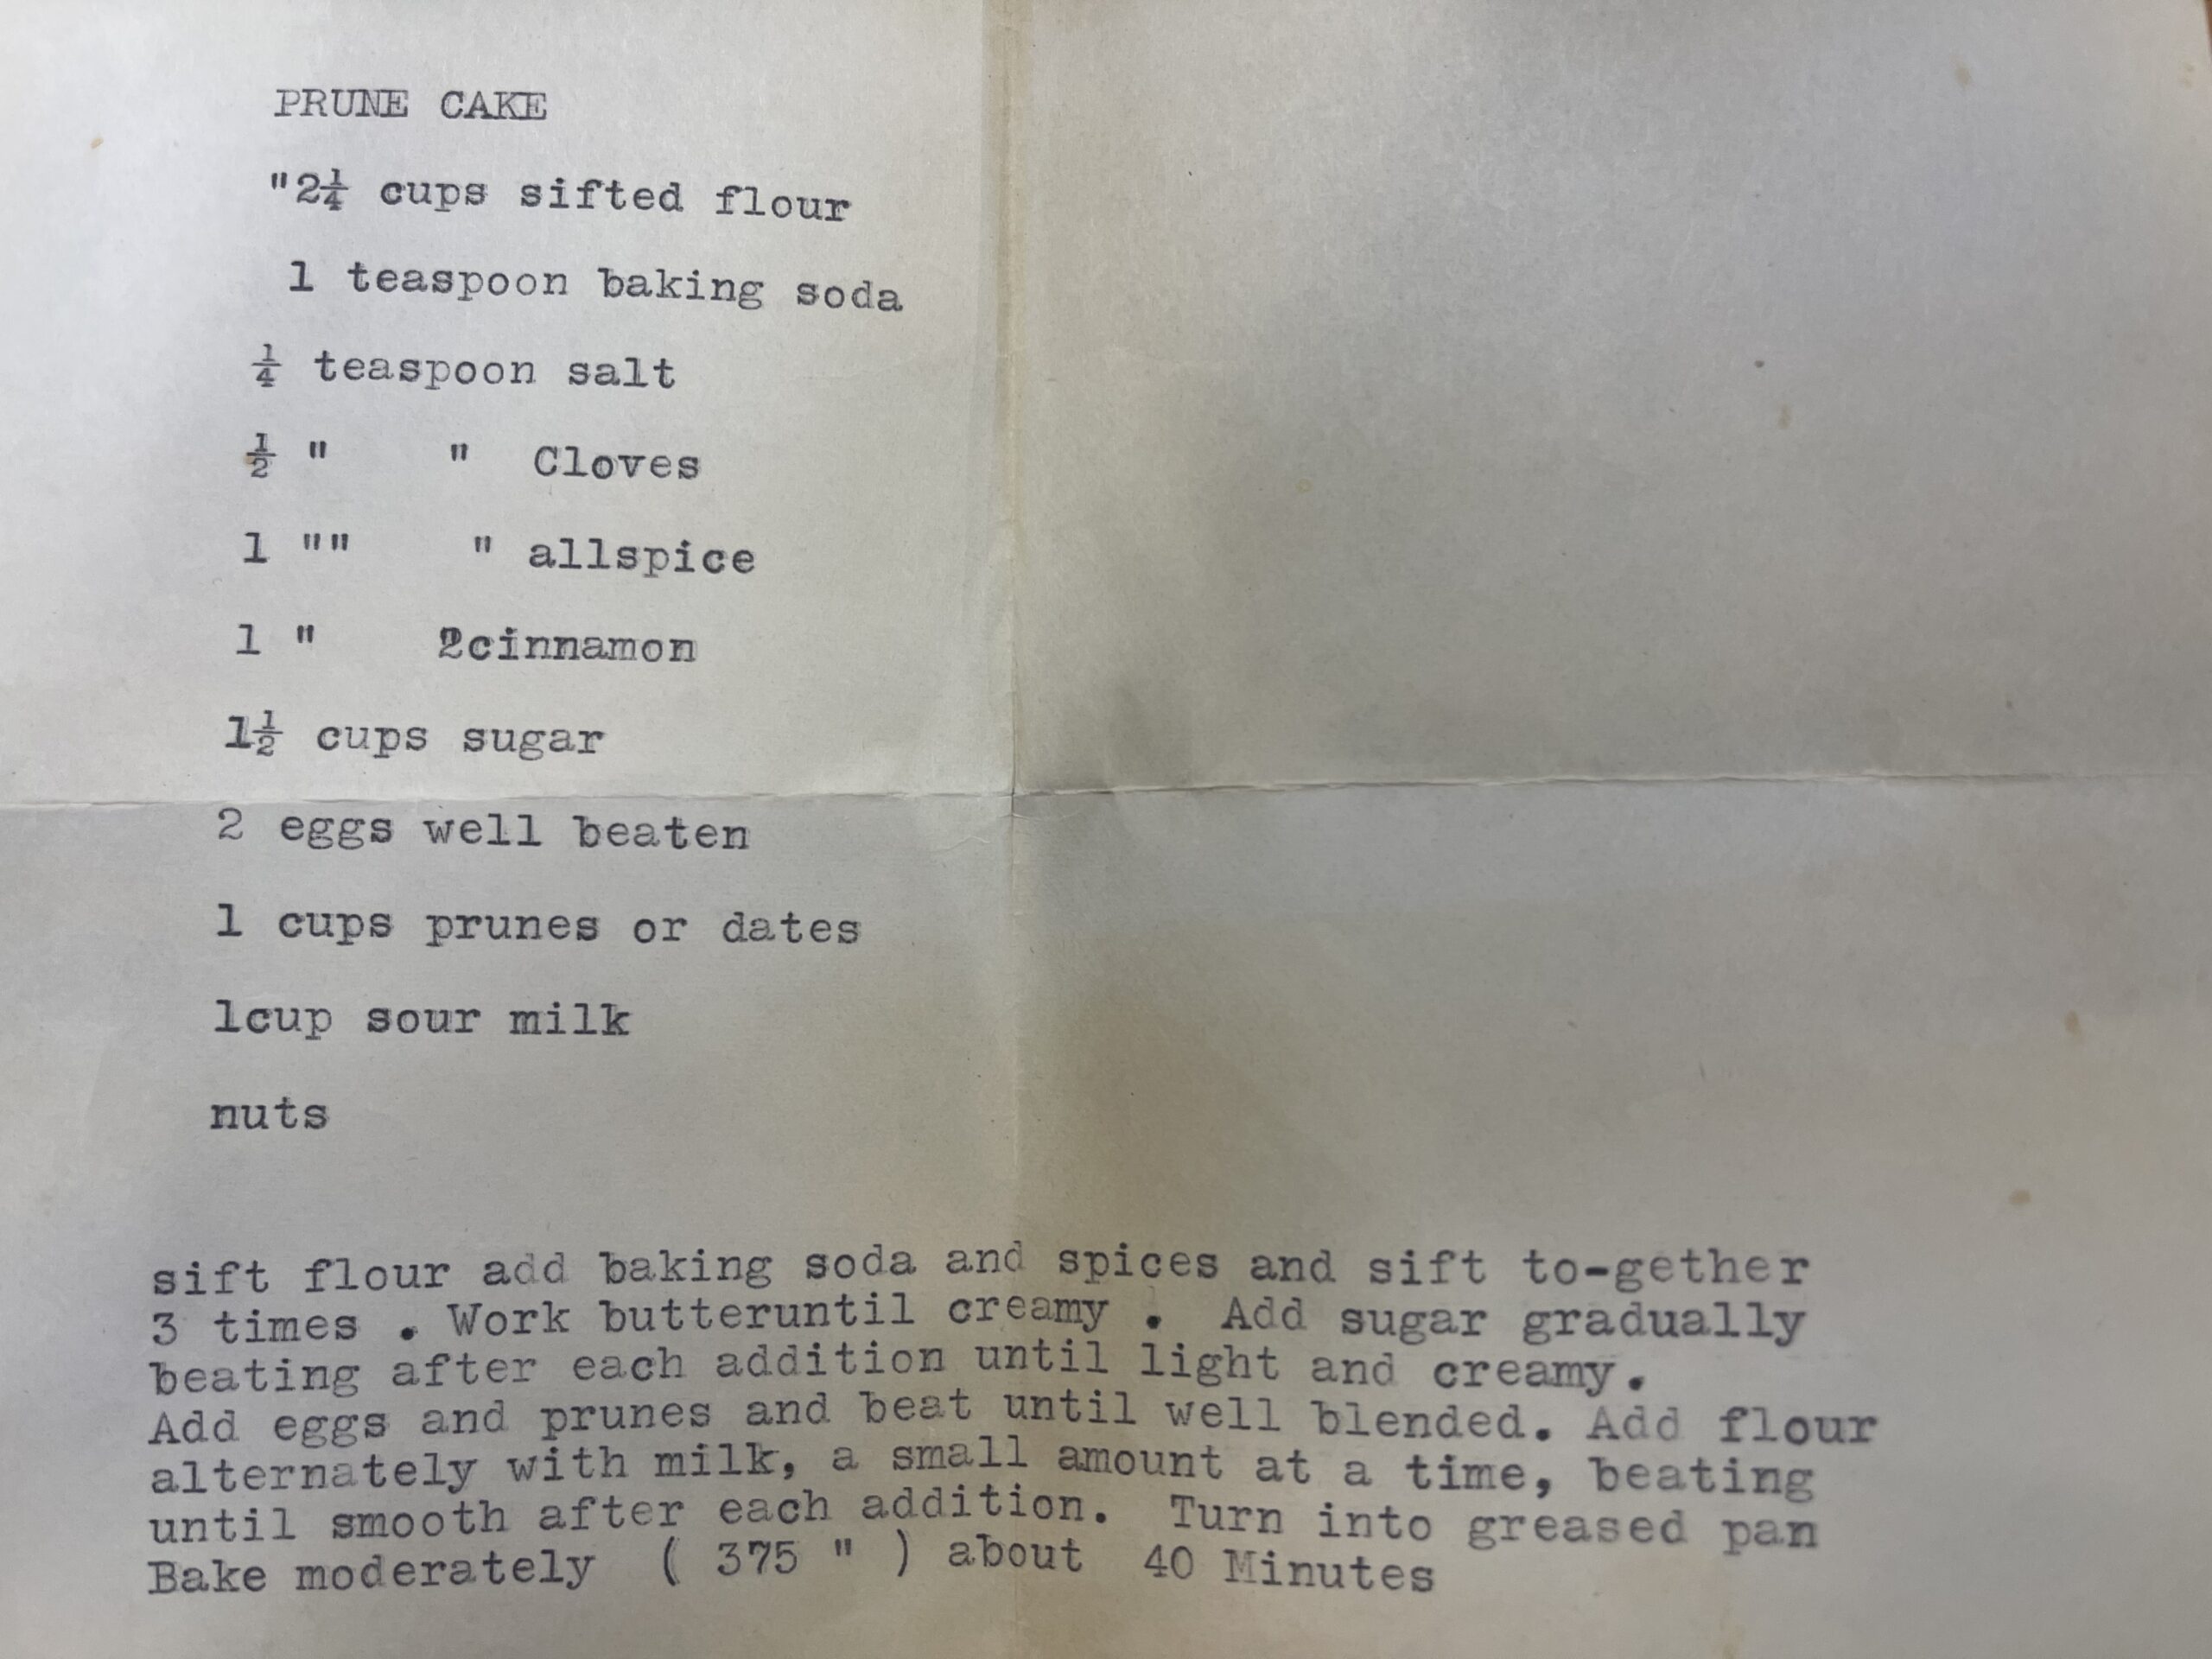 PRUNE CAKE
"2¼ cups sifted flour
1 teaspoon baking soda
¼ teaspoon salt
½ " " Cloves
1 "" " allspice
1 " 2cinnamon
1½ cups sugar
2 eggs well beaten
1 cups prunes or dates
1cup sour milk
nuts
sift flour add baking soda and spices and sift to-gether
3 times . Work butteruntil creamy . Add sugar gradually
beating after each addition until light and creamy.
Add eggs and prunes and beat until well blended. Add flour
alternately with milk, a small amount at a time, beating
until smooth after each addition. Turn into greased pan
Bake moderately ( 375 " ) about 40 Minutes